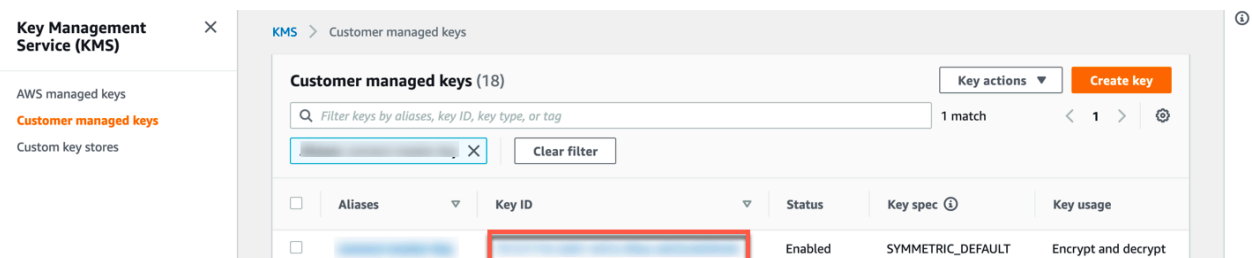 Key Management
Service (KMS)
AWS managed keys
Customer managed keys
Custom key stores
KMS > Customer managed keys
Customer managed keys (18)
Key actions
Create key
Filter keys by aliases, key ID, key type, or tag
1 match
1
Clear filter
Aliases
Key ID
Status
Key spec
Key usage
Enabled
SYMMETRIC_DEFAULT
Encrypt and decrypt